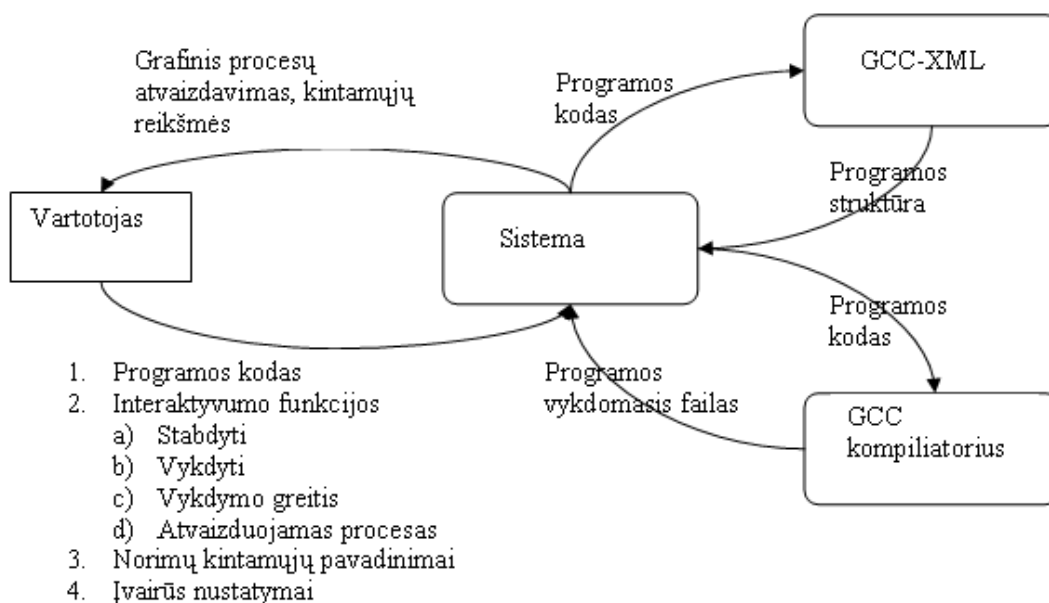 Grafinis procesų
atvaizdavimas, kintamųjų
reikšmės
Programos
kodas
GCC-XML
Programos
struktūra
Vartotojas
Sistema
Programos
kodas
1. Programos kodas
2. Interaktyvumo funkcijos
a) Stabdyti
b) Vykdyti
c) Vykdymo greitis
d) Atvaizduojamas procesas
3. Norimų kintamųjų pavadinimai
4. Įvairūs nustatymai
Programos
vykdomasis failas
GCC
kompiliatorius